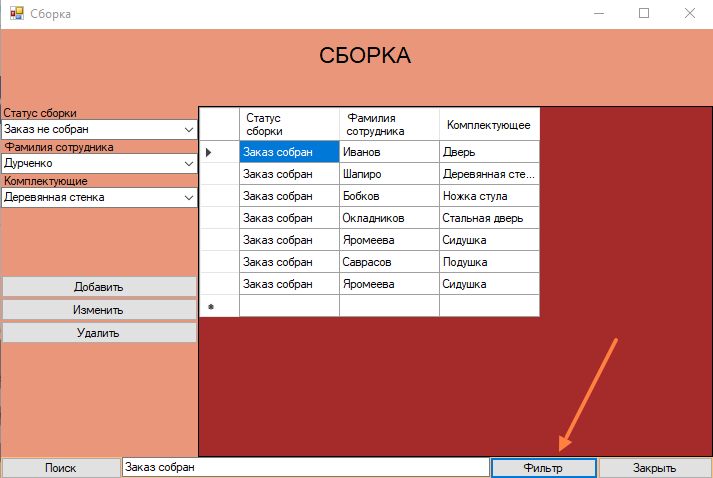 Сборка
СБОРКА
Статус сборки
Заказ не собран
Фамилия сотрудника
Дурченко
Комплектующие
Деревянная стенка
Добавить
Изменить
Удалить
Статус сборки Фамилия сотрудника Комплектующее
Заказ собран Иванов Дверь
Заказ собран Шапиро Деревянная сте...
Заказ собран Бобков Ножка стула
Заказ собран Окладников Стальная дверь
Заказ собран Яромеева Сидушка
Заказ собран Саврасов Подушка
Заказ собран Яромеева Сидушка
Поиск Заказ собран Фильтр Закрыть